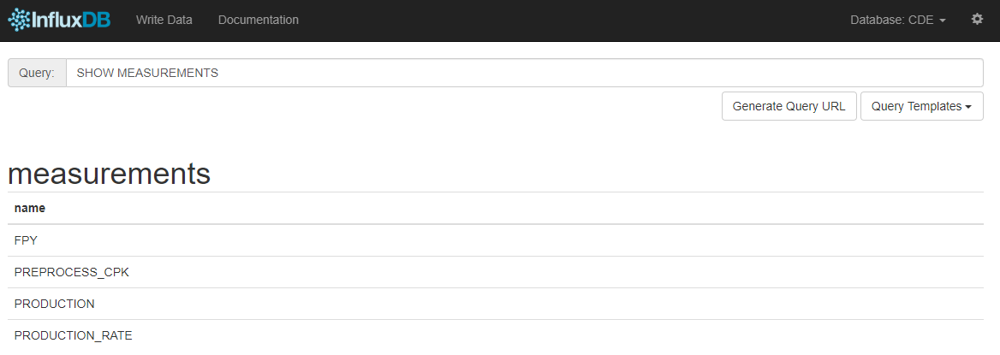 InfluxDB Write Data Documentation Database: CDE
Query: SHOW MEASUREMENTS
Generate Query URL Query Templates
measurements
name
FPY
PREPROCESS_CPK
PRODUCTION
PRODUCTION_RATE